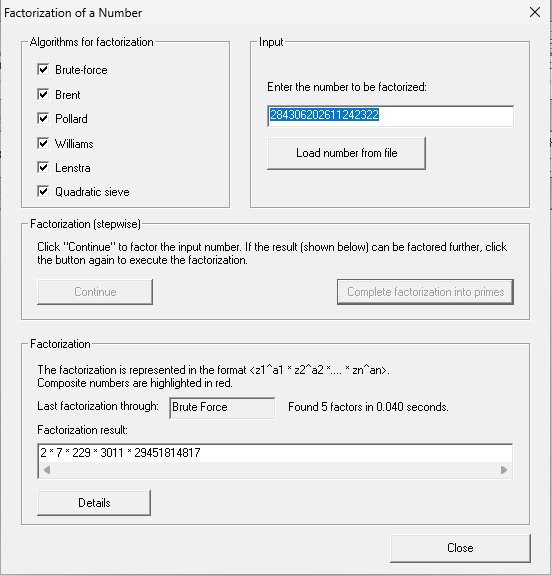 Factorization of a Number
Algorithms for factorization
Brute-force
Brent
Pollard
Williams
Lenstra
Quadratic sieve
Input
Enter the number to be factorized:
284306202611242322
Load number from file
Factorization (stepwise)
Click "Continue" to factor the input number. If the result (shown below) can be factored further, click
the button again to execute the factorization.
Continue
Complete factorization into primes
Factorization
The factorization is represented in the format <z1^a1 * z2^a2 *.... * zn^an>.
Composite numbers are highlighted in red.
Last factorization through:
Brute Force
Found 5 factors in 0.040 seconds.
Factorization result:
2 * 7 * 229 * 3011 * 29451814817
Details
Close